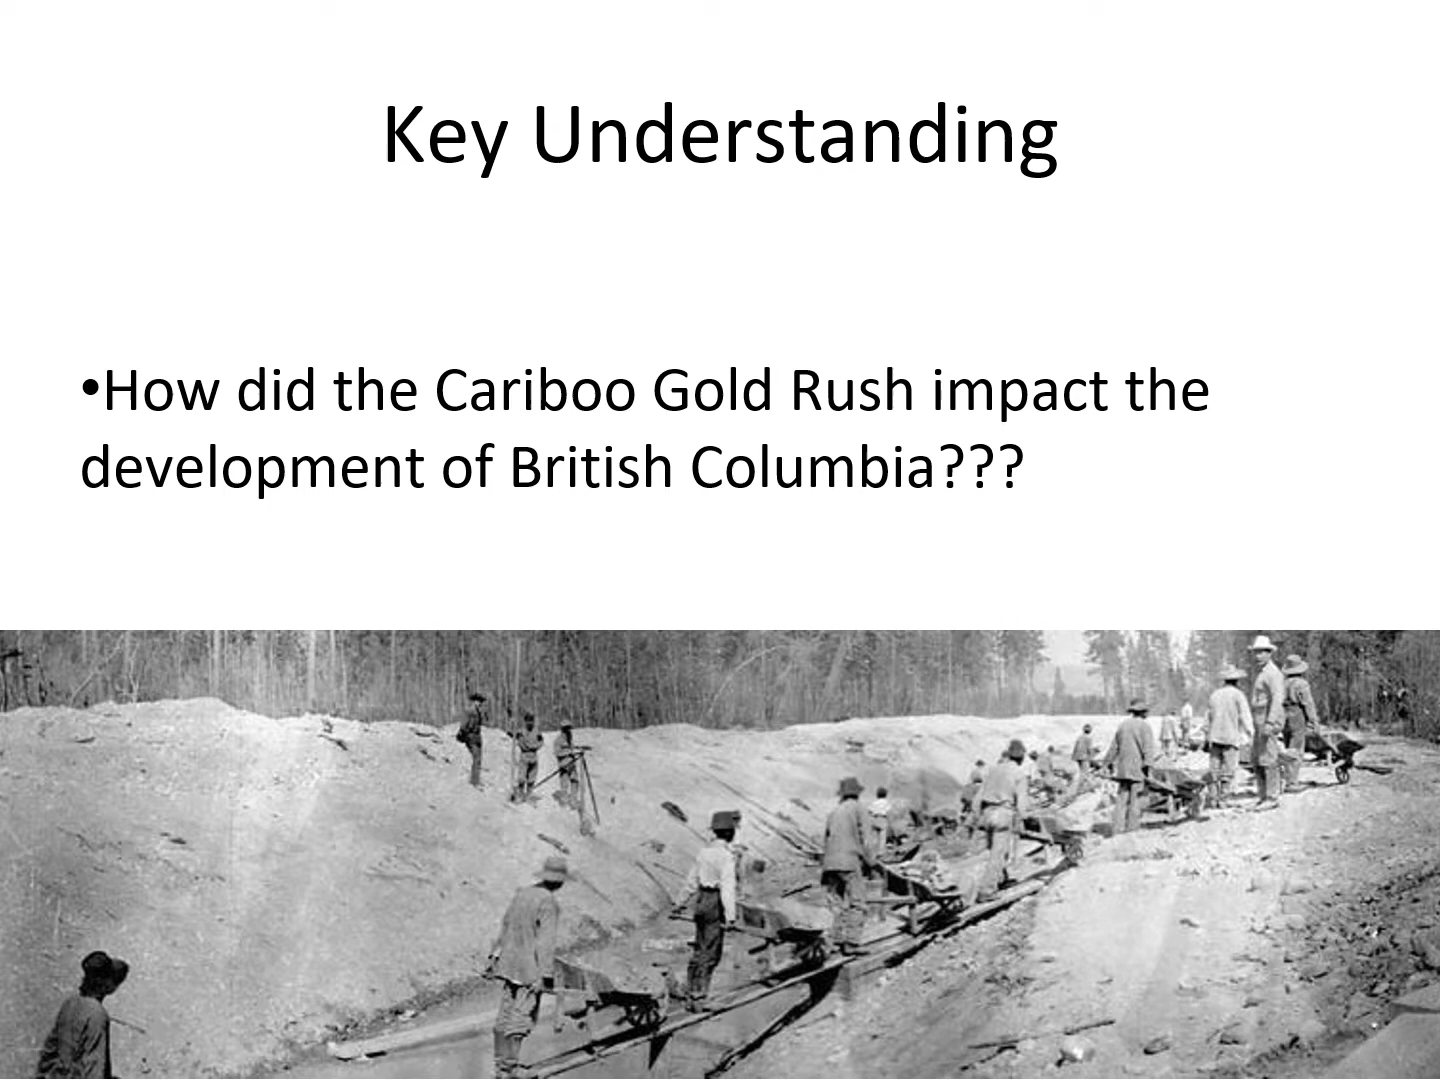 Key Understanding
•How did the Cariboo Gold Rush impact the
development of British Columbia???